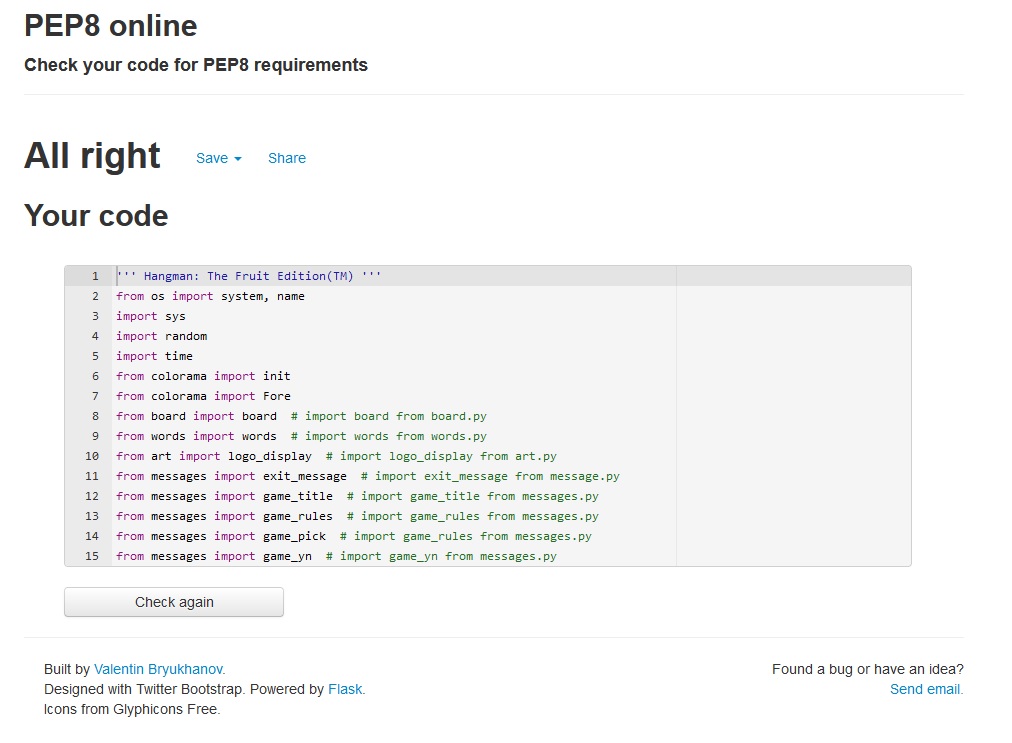 PEP8 online
Check your code for PEP8 requirements
All right Save Share
Your code
1 ''' Hangman: The Fruit Edition(TM) '''
2 from os import system, name
3 import sys
4 import random
5 import time
6 from colorama import init
7 from colorama import Fore
8 from board import board  # import board from board.py
9 from words import words  # import words from words.py
10 from art import logo_display  # import logo_display from art.py
11 from messages import exit_message  # import exit_message from message.py
12 from messages import game_title  # import game_title from messages.py
13 from messages import game_rules  # import game_rules from messages.py
14 from messages import game_pick  # import game_rules from messages.py
15 from messages import game_yn  # import game_yn from messages.py
Check again
Built by Valentin Bryukhanov. Found a bug or have an idea?
Designed with Twitter Bootstrap. Powered by Flask. Send email.
Icons from Glyphicons Free.